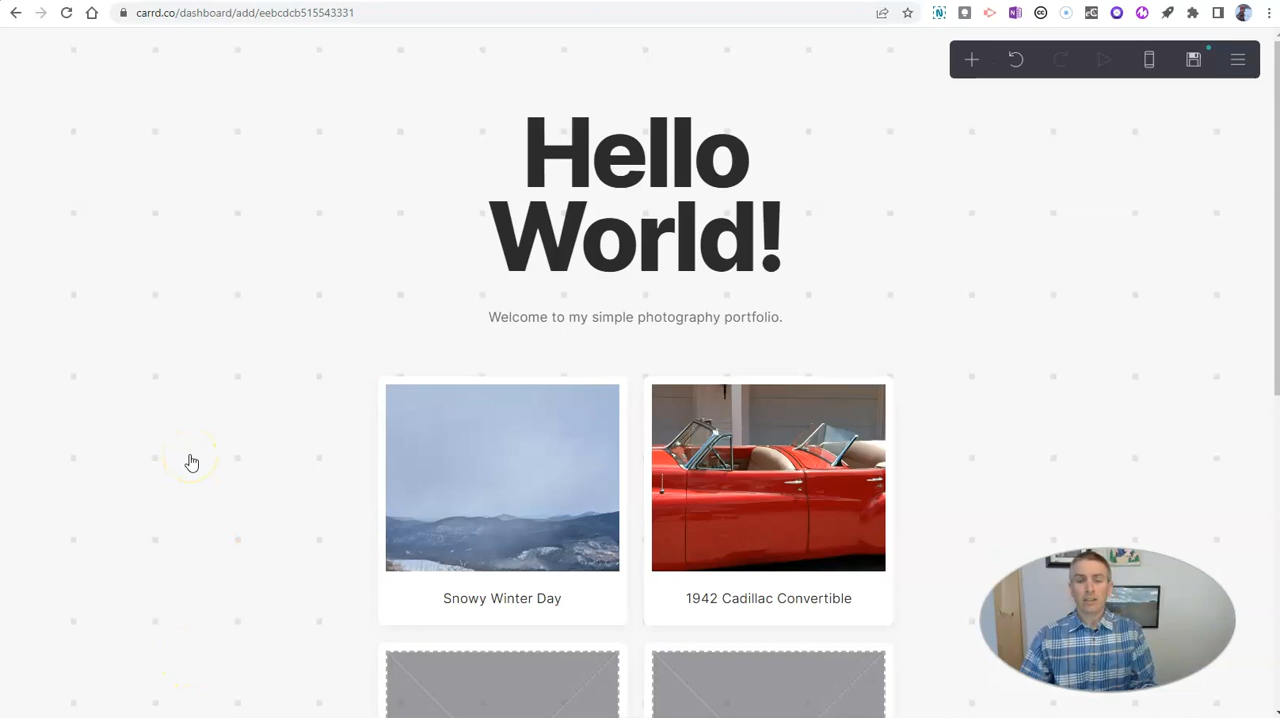 carrd.co/dashboard/add/eebcdcb515543331
Hello
World!
Welcome to my simple photography portfolio.
Snowy Winter Day
1942 Cadillac Convertible